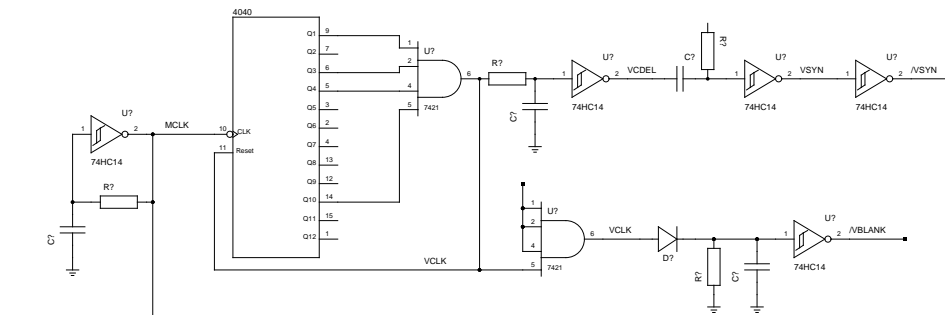 4040
Q1 9
Q2 7
Q3 6
Q4 5
Q5 3
Q6 2
Q7 4
Q8 13
Q9 12
Q10 14
Q11 15
Q12 1
10 CLK
11 Reset
U?
1 2
74HC14
MCLK
R?
C?
VCLK
U?
1
2
4
5
6
7421
R?
C?
U?
1 2
74HC14
VCDEL
C?
R?
U?
1 2
74HC14
VSYN
U?
1 2
74HC14
/VSYN
U?
1
2
4
5
6
7421
VCLK
D?
R?
C?
U?
1 2
74HC14
/VBLANK